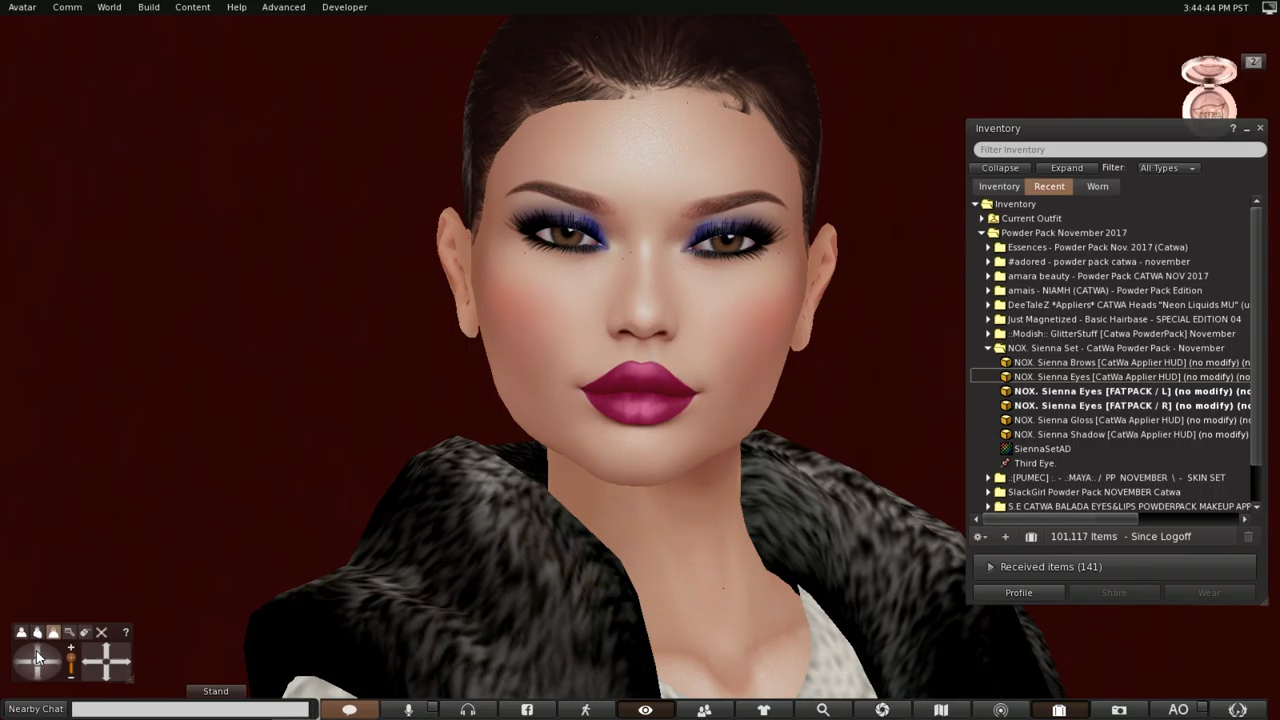 Avatar Comm World Build Content Help Advanced Developer 3:44:44 PM PST
2
Inventory ?
Filter Inventory
Collapse Expand Filter: All Types
Inventory Recent Worn
Inventory
Current Outfit
Powder Pack November 2017
Essences - Powder Pack Nov. 2017 (Catwa)
#adored - powder pack catwa - november
amara beauty - Powder Pack CATWA NOV 2017
amais - NIAMH (CATWA) - Powder Pack Edition
DeeTaleZ *Appliers* CATWA Heads "Neon Liquids MU" (u
Just Magnetized - Basic Hairbase - SPECIAL EDITION 04
::Modish:: GlitterStuff [Catwa PowderPack] November
NOX. Sienna Set - CatWa Powder Pack - November
NOX. Sienna Brows [CatWa Applier HUD] (no modify) (n
NOX. Sienna Eyes [CatWa Applier HUD] (no modify) (no
NOX. Sienna Eyes [FATPACK / L] (no modify) (nc
NOX. Sienna Eyes [FATPACK / R] (no modify) (nc
NOX. Sienna Gloss [CatWa Applier HUD] (no modify) (n
NOX. Sienna Shadow [CatWa Applier HUD] (no modify)
SiennaSetAD
Third Eye.
.:[PUMEC] :. - .:MAYA:. / PP NOVEMBER \ - SKIN SET
SlackGirl Powder Pack NOVEMBER Catwa
S.E CATWA BALADA EYES&LIPS POWDERPACK MAKEUP APP
101,117 Items - Since Logoff
Received items (141)
Profile Share Wear
?
Stand
Nearby Chat
AO